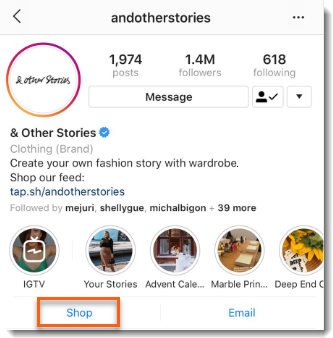 andotherstories
& other Stories
1,974
1.4M
618
posts
followers
following
Message
& Other Stories
Clothing (Brand)
Create your own fashion story with wardrobe.
Shop our feed:
tap.sh/andotherstories
Followed by mejuri, shellygue, michalbigon + 39 more
IGTV
Your Stories
Advent Cale...
Marble Prin...
Deep End C
Shop
Email